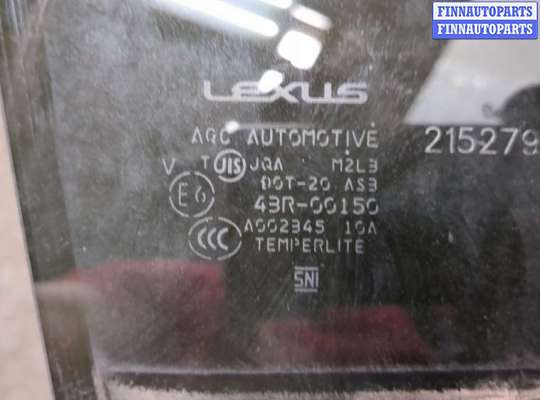 FINNAUTOPARTS
FINNAUTOPARTS
LEXUS
AGC AUTOMOTIVE
215279
V T JIS JQA M2L3
DOT-20 AS3
E6 43R-00150
CCC A002345 10A
TEMPERLITE
SNI